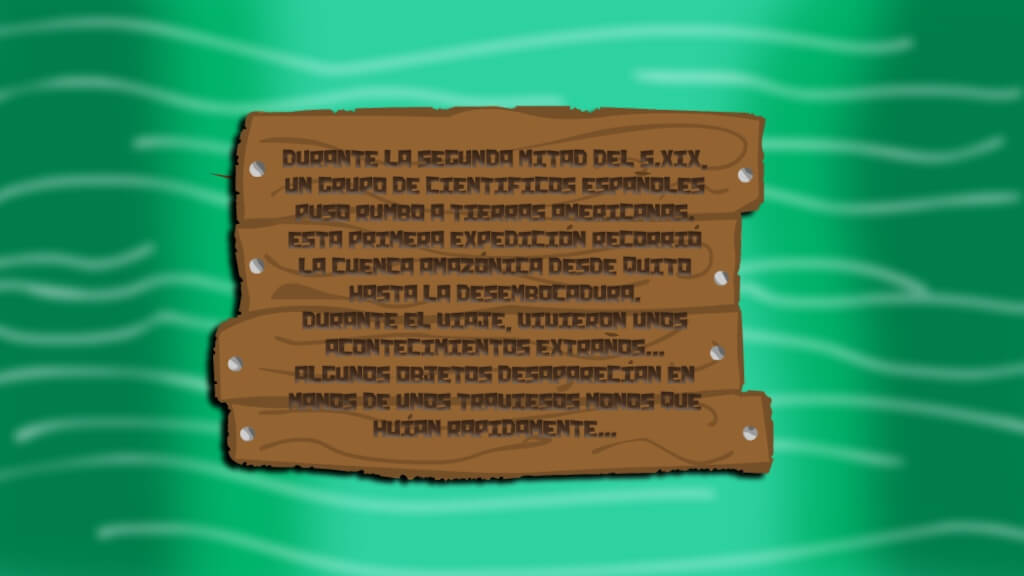 DURANTE LA SEGUNDA MITAD DEL S.XIX,
UN GRUPO DE CIENTIFICOS ESPAÑOLES
PUSO RUMBO A TIERRAS AMERICANAS.
ESTA PRIMERA EXPEDICIÓN RECORRIÓ
LA CUENCA AMAZÓNICA DESDE QUITO
HASTA LA DESEMBOCADURA.
DURANTE EL VIAJE, VIVIERON UNOS
ACONTECIMIENTOS EXTRAÑOS...
ALGUNOS OBJETOS DESAPARECÍAN EN
MANOS DE UNOS TRAVIESOS MONOS QUE
HUÍAN RAPIDAMENTE...